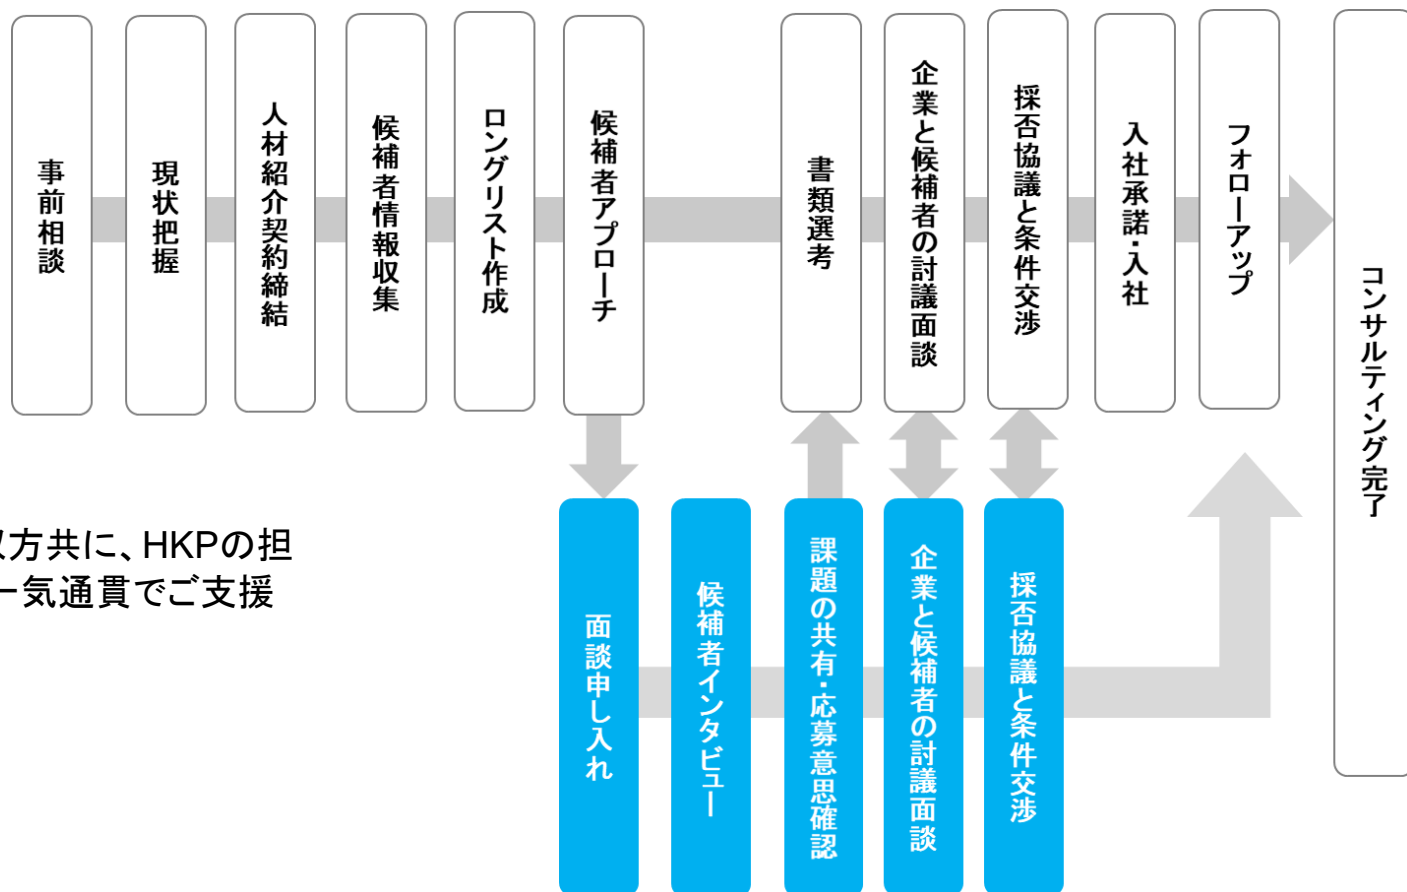 事前相談
現状把握
人材紹介契約締結
候補者情報収集
ロングリスト作成
候補者アプローチ
書類選考
企業と候補者の討議面談
採否協議と条件交渉
入社承諾・入社
フォローアップ
コンサルティング完了
方共に、HKPの担
一気通貫でご支援
面談申し入れ
候補者インタビュー
課題の共有・応募意思確認
企業と候補者の討議面談
採否協議と条件交渉